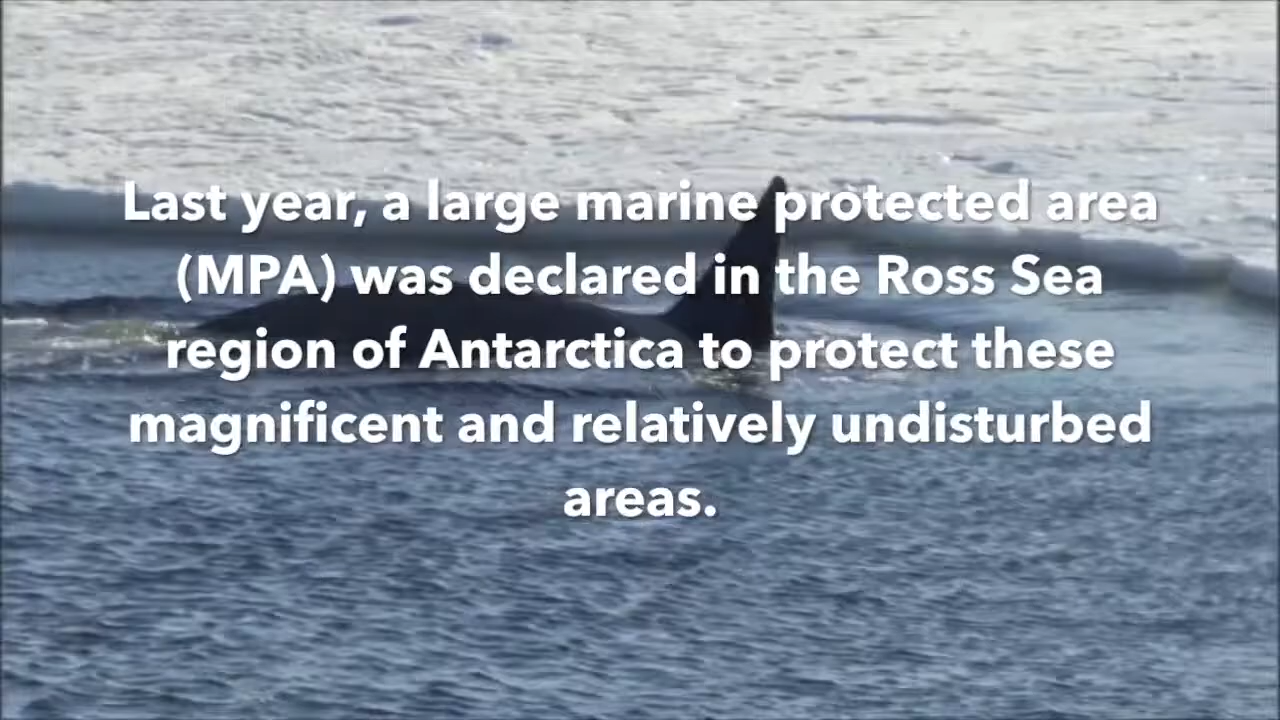 Last year, a large marine protected area
(MPA) was declared in the Ross Sea
region of Antarctica to protect these
magnificent and relatively undisturbed
areas.